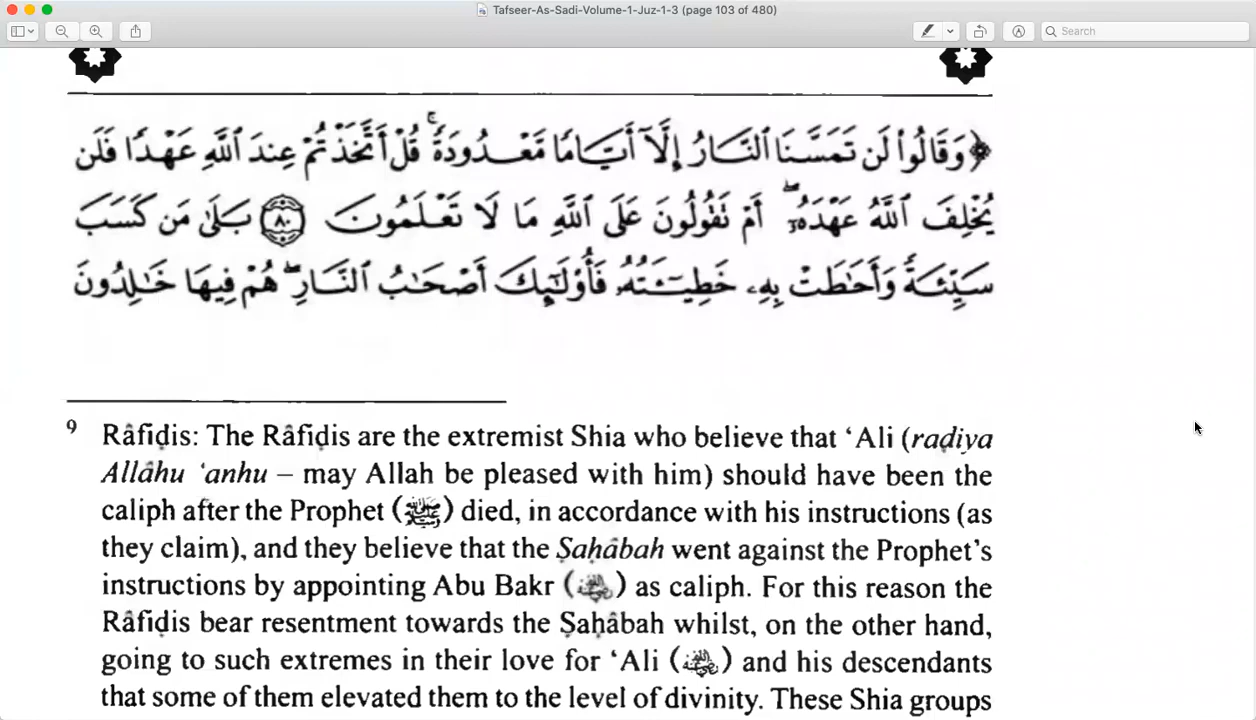 Tafseer-As-Sadi-Volume-1-Juz-1-3 (page 103 of 480)
Search
﴿وَقَالُوا۟ لَن تَمَسَّنَا ٱلنَّارُ إِلَّآ أَيَّامًا مَّعْدُودَةً ۚ قُلْ أَتَّخَذْتُمْ عِندَ ٱللَّهِ عَهْدًا فَلَن
يُخْلِفَ ٱللَّهُ عَهْدَهُۥٓ ۖ أَمْ تَقُولُونَ عَلَى ٱللَّهِ مَا لَا تَعْلَمُونَ ٨٠ بَلَىٰ مَن كَسَبَ
سَيِّئَةً وَأَحَٰطَتْ بِهِۦ خَطِيٓـَٔتُهُۥ فَأُو۟لَٰٓئِكَ أَصْحَٰبُ ٱلنَّارِ ۖ هُمْ فِيهَا خَٰلِدُونَ
9 Râfiḍis: The Râfiḍis are the extremist Shia who believe that ‘Ali (raḍiya
Allâhu ‘anhu – may Allah be pleased with him) should have been the
caliph after the Prophet (ﷺ) died, in accordance with his instructions (as
they claim), and they believe that the Ṣaḥâbah went against the Prophet’s
instructions by appointing Abu Bakr (رضي الله عنه) as caliph. For this reason the
Râfiḍis bear resentment towards the Ṣaḥâbah whilst, on the other hand,
going to such extremes in their love for ‘Ali (رضي الله عنه) and his descendants
that some of them elevated them to the level of divinity. These Shia groups